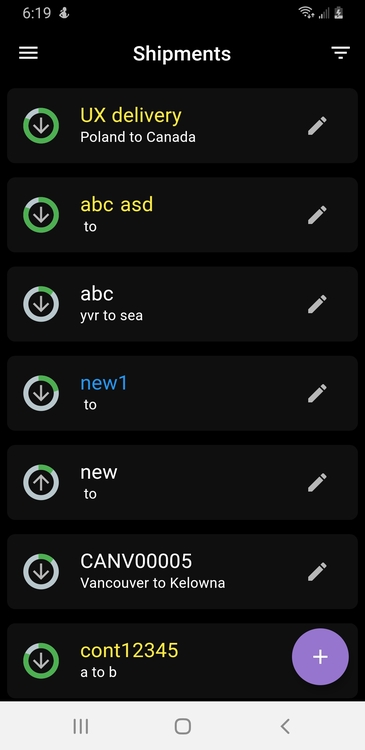 6:19
Shipments
UX delivery
Poland to Canada
abc asd
to
abc
yvr to sea
new1
to
new
to
CANV00005
Vancouver to Kelowna
cont12345
a to b